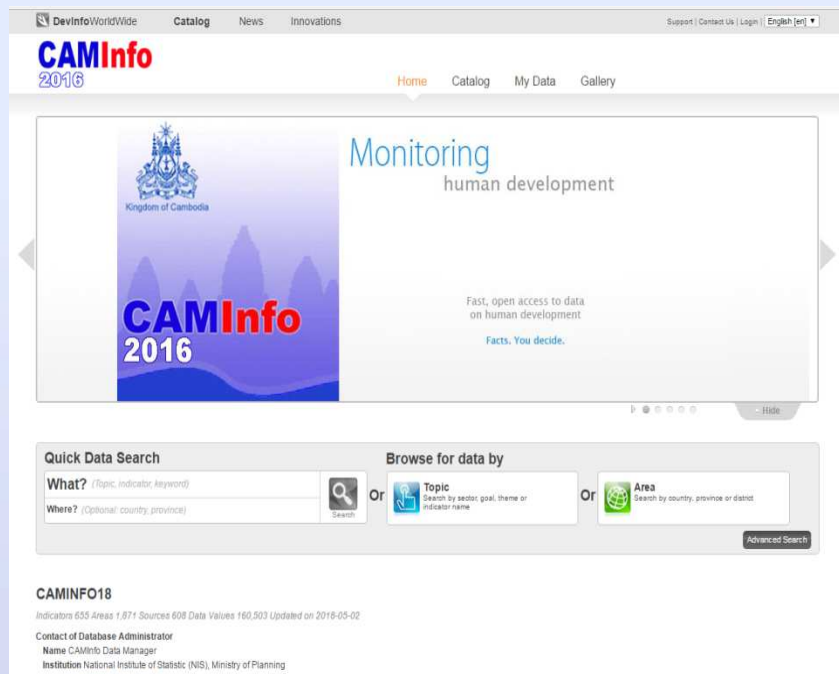 DevInfoWorldWide Catalog News Innovations Support | Contact Us | Login | English [en]
CAMInfo
2016
Home Catalog My Data Gallery
Kingdom of Cambodia
CAMInfo
2016
Monitoring
human development
Fast, open access to data
on human development
Facts. You decide.
- Hide
Quick Data Search
What? (Topic, indicator, keyword)
Where? (Optional: country, province)
Search
Or
Browse for data by
Topic
Search by sector, goal, theme or
indicator name
Or
Area
Search by country, province or district
Advanced Search
CAMINFO18
Indicators 655 Areas 1,871 Sources 608 Data Values 160,503 Updated on 2018-05-02
Contact of Database Administrator
Name CAMInfo Data Manager
Institution National Institute of Statistic (NIS), Ministry of Planning